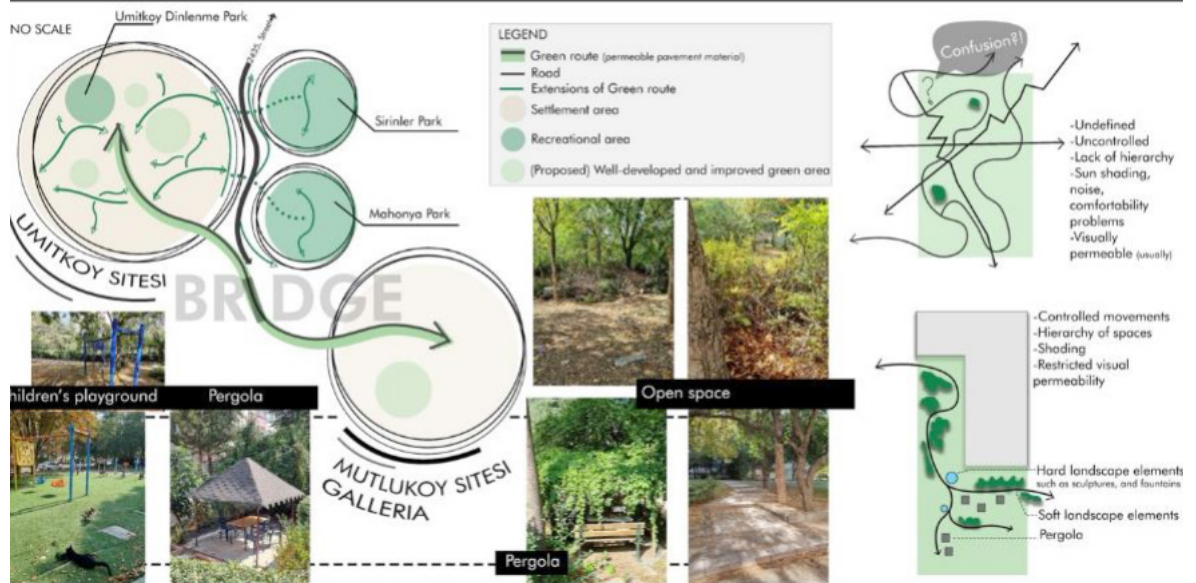 NO SCALE
Umitkoy Dinlenme Park
2435. Street
Sirinler Park
Mahonya Park
UMITKOY SITESI
BRIDGE
MUTLUKOY SITESI
GALLERIA
LEGEND
Green route (permeable pavement material)
Road
Extensions of Green route
Settlement area
Recreational area
(Proposed) Well-developed and improved green area
hildren's playground
Pergola
Open space
Pergola
Confusion?!
?
-Undefined
-Uncontrolled
-Lack of hierarchy
-Sun shading,
noise,
comfortability
problems
-Visually
permeable (usually)
-Controlled movements
-Hierarchy of spaces
-Shading
-Restricted visual
permeability
Hard landscape elements
such as sculptures, and fountains
Soft landscape elements
Pergola